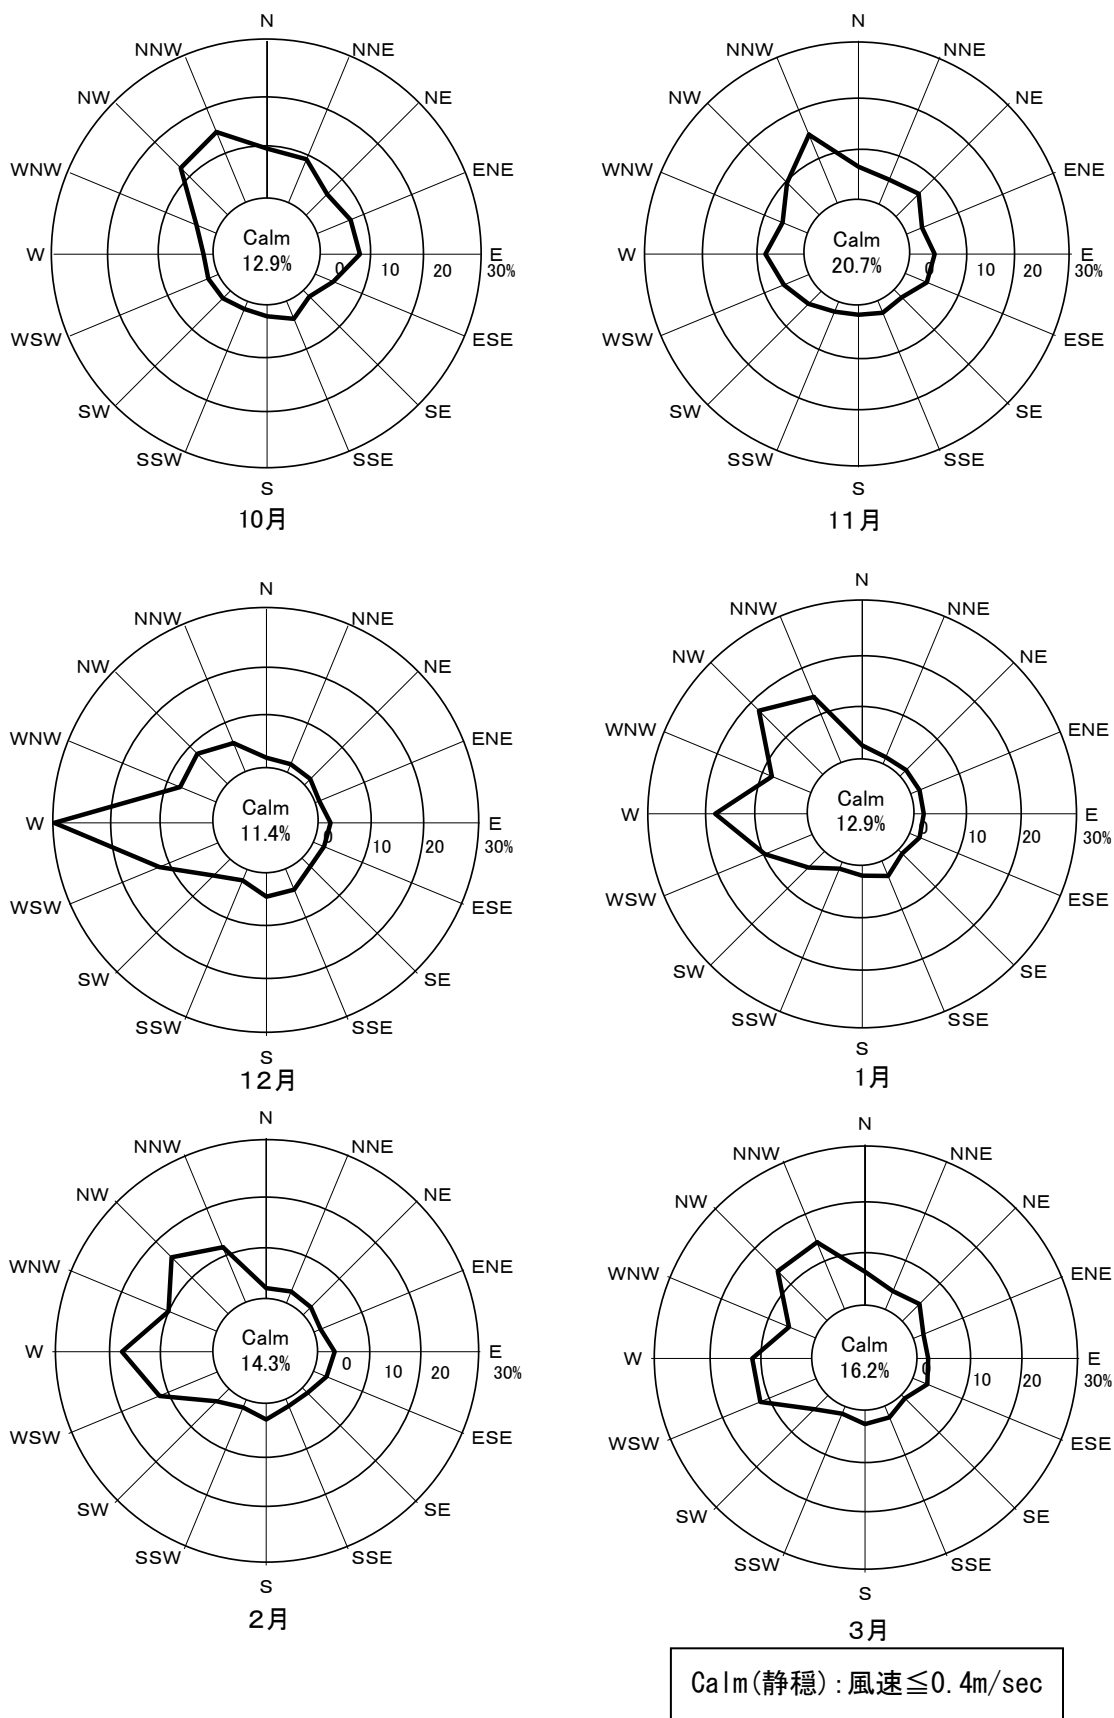 N
NNW
NNE
NW
NE
WNW
ENE
Calm
12.9%
W
E
0
10
20
30%
WSW
ESE
SW
SE
SSW
SSE
S
10月
N
NNW
NNE
NW
NE
WNW
ENE
Calm
20.7%
W
E
0
10
20
30%
WSW
ESE
SW
SE
SSW
SSE
S
11月
N
NNW
NNE
NW
NE
WNW
ENE
Calm
11.4%
W
E
0
10
20
30%
WSW
ESE
SW
SE
SSW
SSE
S
12月
N
NNW
NNE
NW
NE
WNW
ENE
Calm
12.9%
W
E
0
10
20
30%
WSW
ESE
SW
SE
SSW
SSE
S
1月
N
NNW
NNE
NW
NE
WNW
ENE
Calm
14.3%
W
E
0
10
20
30%
WSW
ESE
SW
SE
SSW
SSE
S
2月
N
NNW
NNE
NW
NE
WNW
ENE
Calm
16.2%
W
E
0
10
20
30%
WSW
ESE
SW
SE
SSW
SSE
S
3月
Calm(静穏):風速≦0.4m/sec